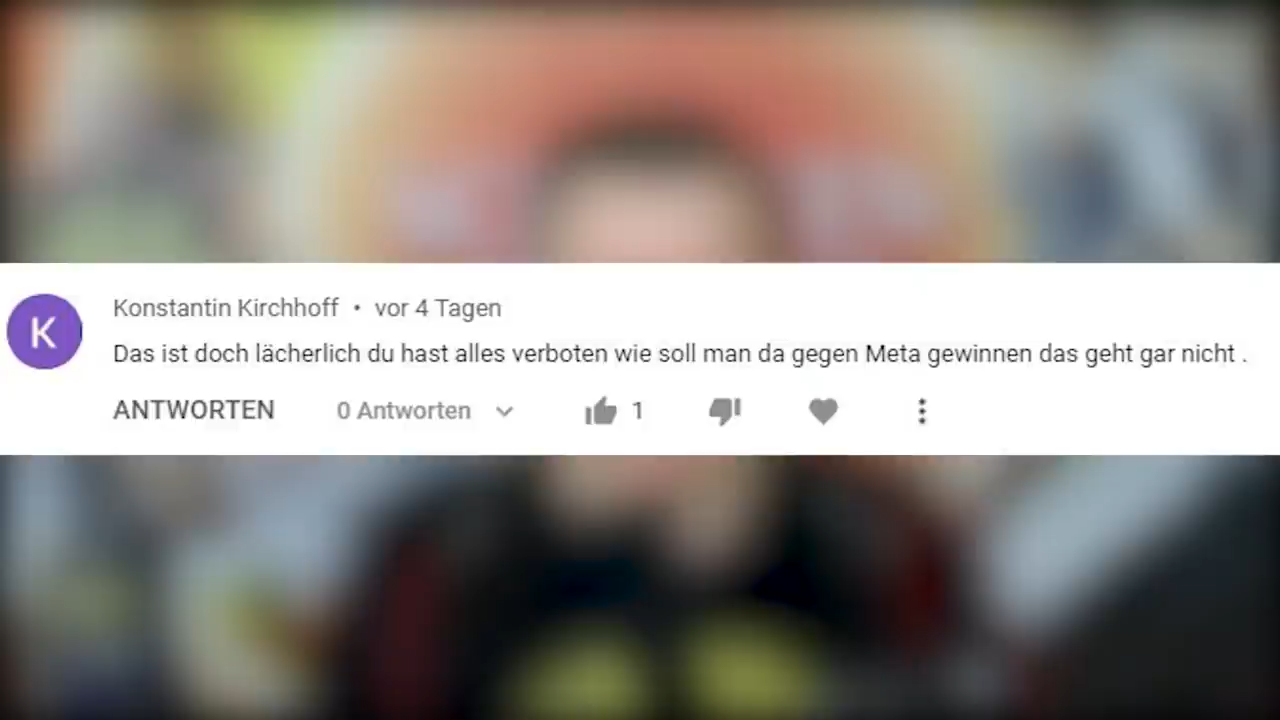 K
Konstantin Kirchhoff • vor 4 Tagen
Das ist doch lächerlich du hast alles verboten wie soll man da gegen Meta gewinnen das geht gar nicht .
ANTWORTEN 0 Antworten 1